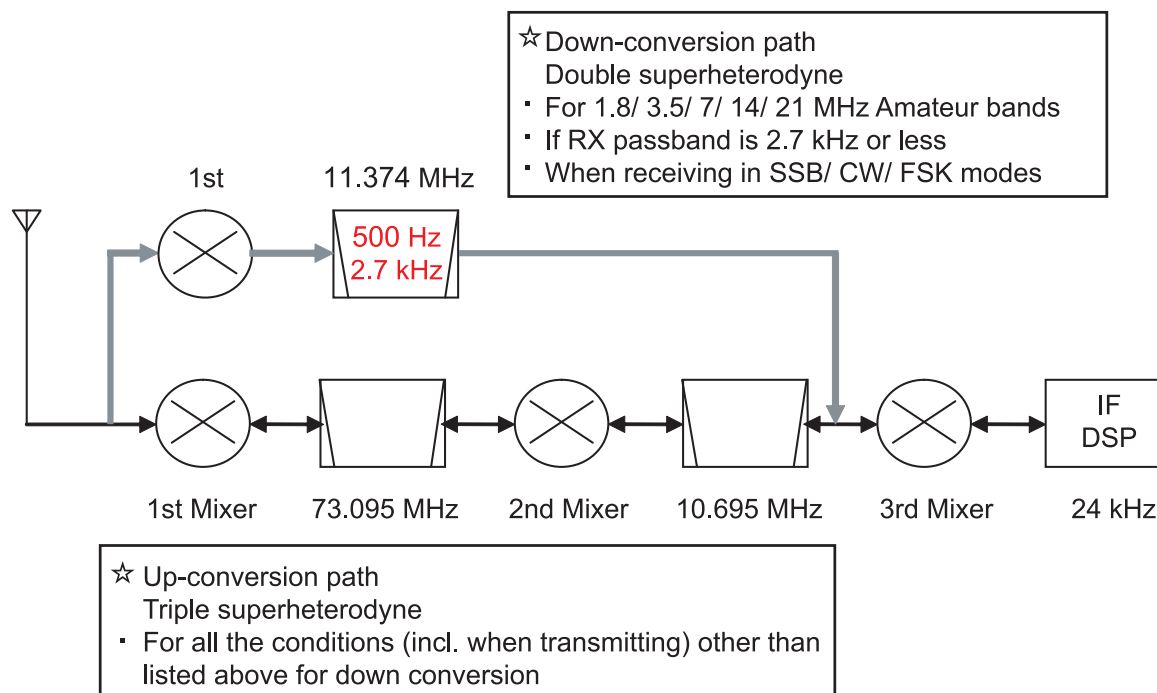 ☆ Down-conversion path
Double superheterodyne
· For 1.8/ 3.5/ 7/ 14/ 21 MHz Amateur bands
· If RX passband is 2.7 kHz or less
· When receiving in SSB/ CW/ FSK modes
1st
11.374 MHz
500 Hz
2.7 kHz
IF
DSP
1st Mixer
73.095 MHz
2nd Mixer
10.695 MHz
3rd Mixer
24 kHz
☆ Up-conversion path
Triple superheterodyne
· For all the conditions (incl. when transmitting) other than
listed above for down conversion